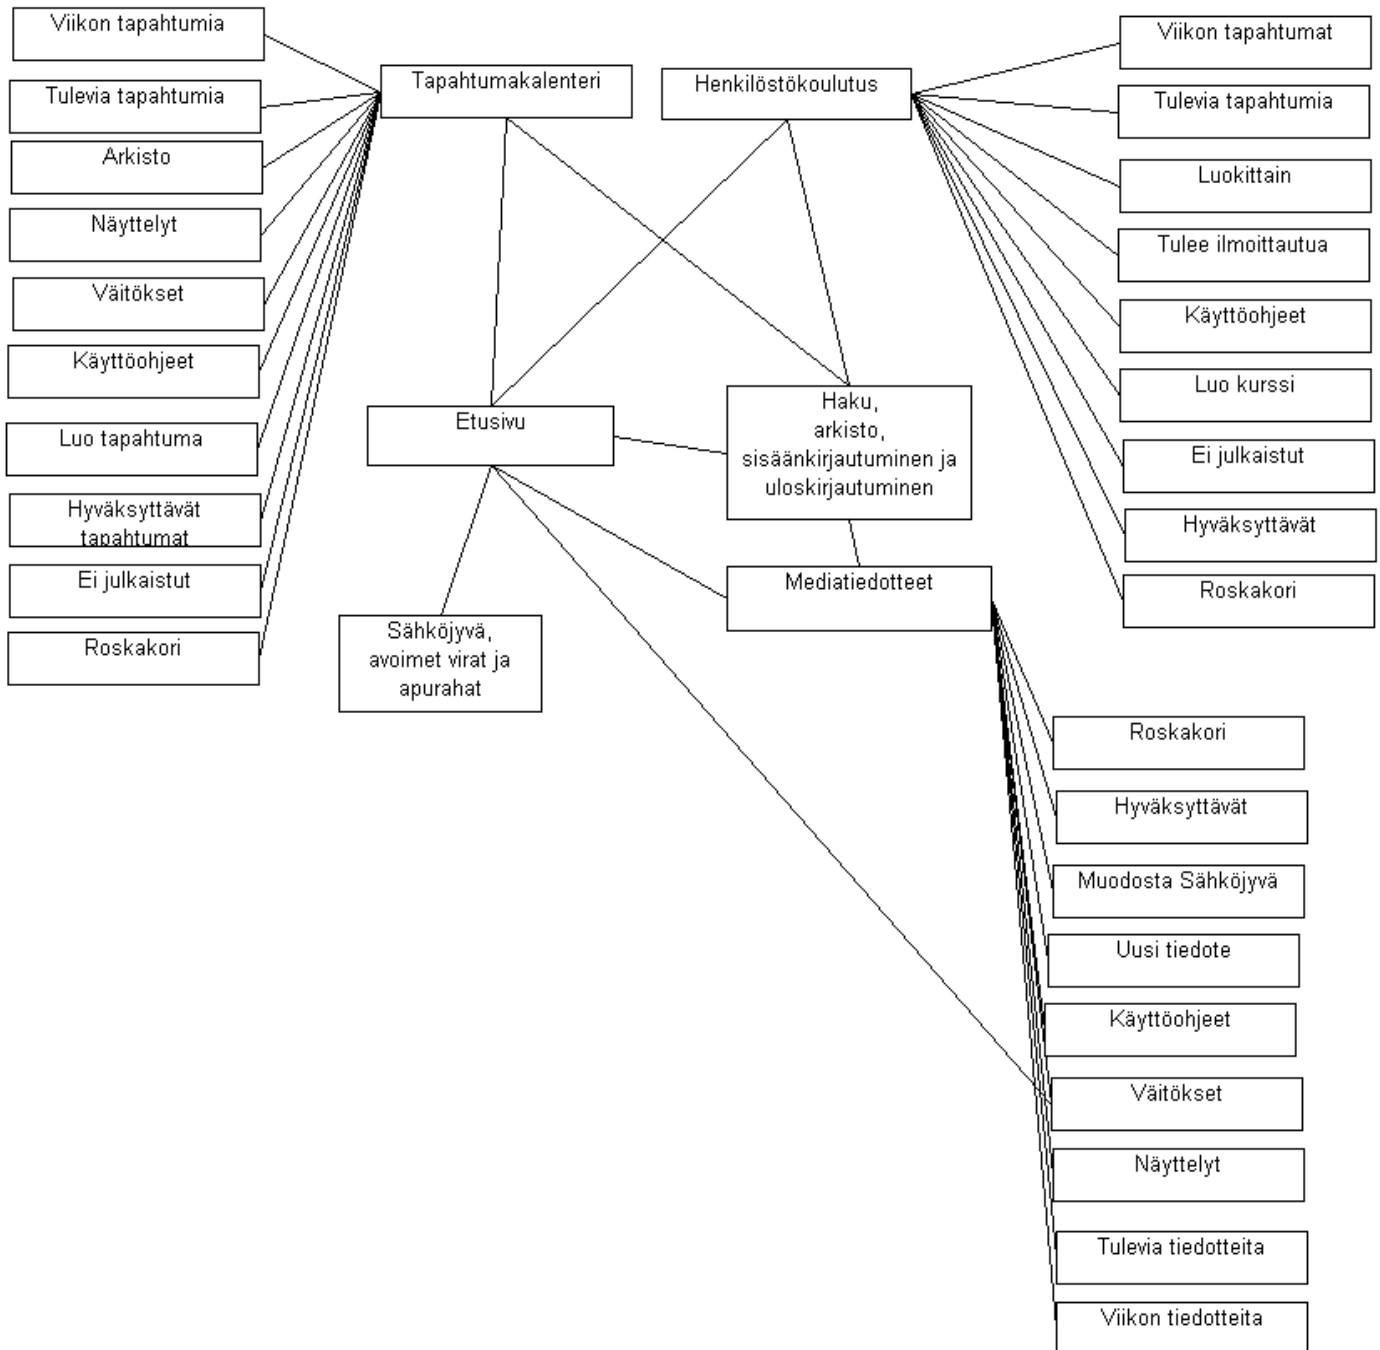 Viikon tapahtumia
Tulevia tapahtumia
Arkisto
Näyttelyt
Väitökset
Käyttöohjeet
Luo tapahtuma
Hyväksyttävät
tapahtumat
Ei julkaistut
Roskakori
Tapahtumakalenteri
Henkilöstökoulutus
Etusivu
Haku,
arkisto,
sisäänkirjautuminen ja
uloskirjautuminen
Sähköjyvä,
avoimet virat ja
apurahat
Mediatiedotteet
Viikon tapahtumat
Tulevia tapahtumia
Luokittain
Tulee ilmoittautua
Käyttöohjeet
Luo kurssi
Ei julkaistut
Hyväksyttävät
Roskakori
Roskakori
Hyväksyttävät
Muodosta Sähköjyvä
Uusi tiedote
Käyttöohjeet
Väitökset
Näyttelyt
Tulevia tiedotteita
Viikon tiedotteita